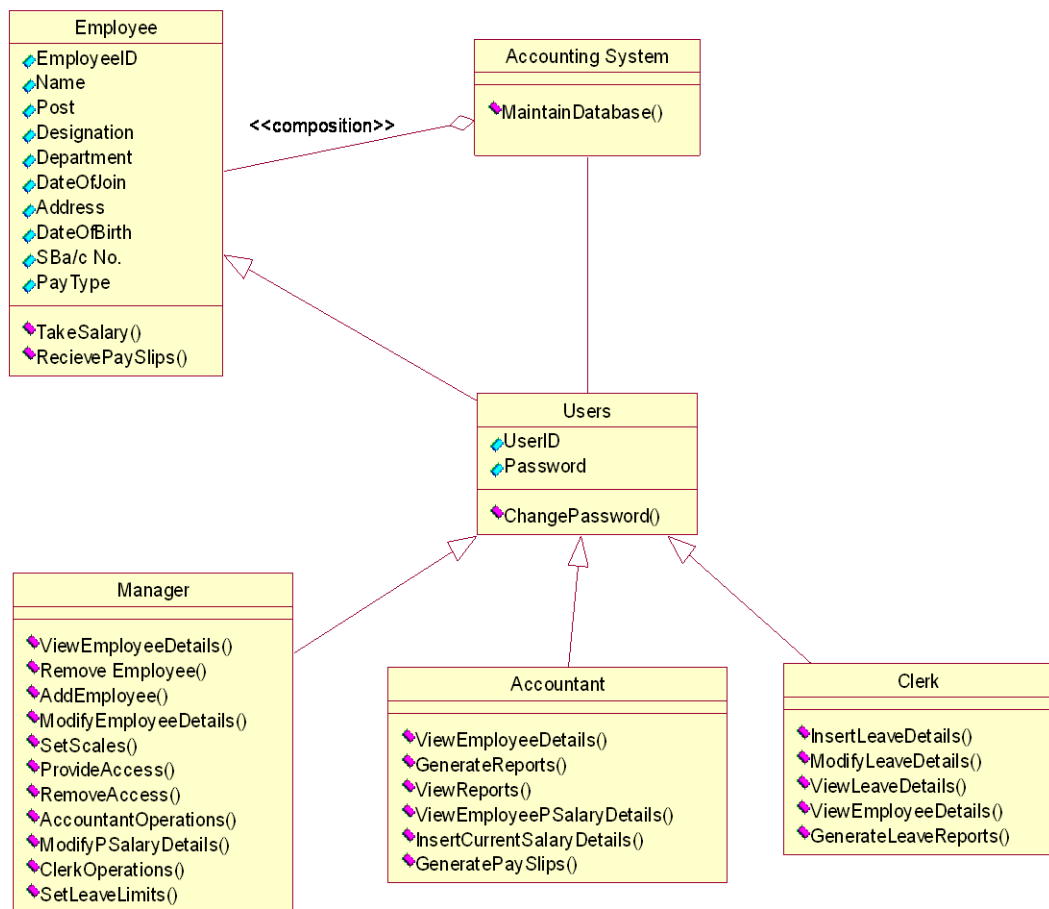 Employee
EmployeeID
Name
Post
Designation
Department
DateOfJoin
Address
DateOfBirth
SBa/c No.
PayType
TakeSalary()
RecievePaySlips()
<<composition>>
Accounting System
MaintainDatabase()
Users
UserID
Password
ChangePassword()
Manager
ViewEmployeeDetails()
Remove Employee()
AddEmployee()
ModifyEmployeeDetails()
SetScales()
ProvideAccess()
RemoveAccess()
AccountantOperations()
ModifyPSalaryDetails()
ClerkOperations()
SetLeaveLimits()
Accountant
ViewEmployeeDetails()
GenerateReports()
ViewReports()
ViewEmployeePSalaryDetails()
InsertCurrentSalaryDetails()
GeneratePaySlips()
Clerk
InsertLeaveDetails()
ModifyLeaveDetails()
ViewLeaveDetails()
ViewEmployeeDetails()
GenerateLeaveReports()